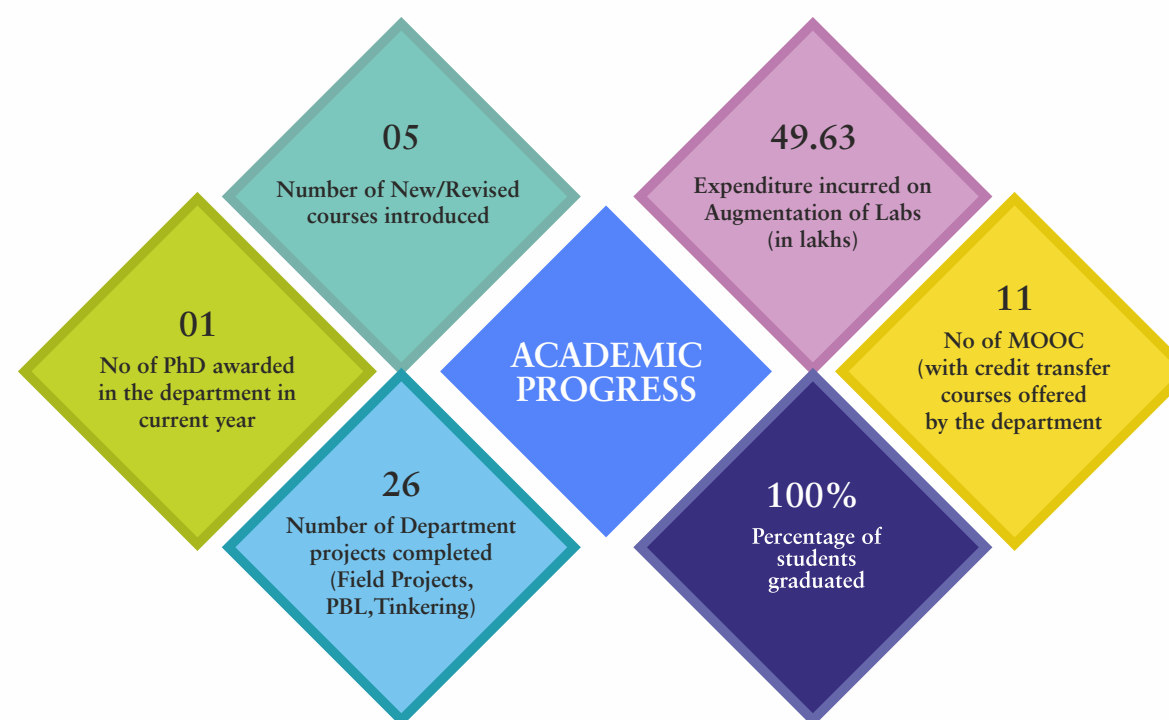 05
Number of New/Revised
courses introduced
49.63
Expenditure incurred on
Augmentation of Labs
(in lakhs)
01
No of PhD awarded
in the department in
current year
ACADEMIC
PROGRESS
11
No of MOOC
(with credit transfer
courses offered
by the department
26
Number of Department
projects completed
(Field Projects,
PBL,Tinkering)
100%
Percentage of
students
graduated